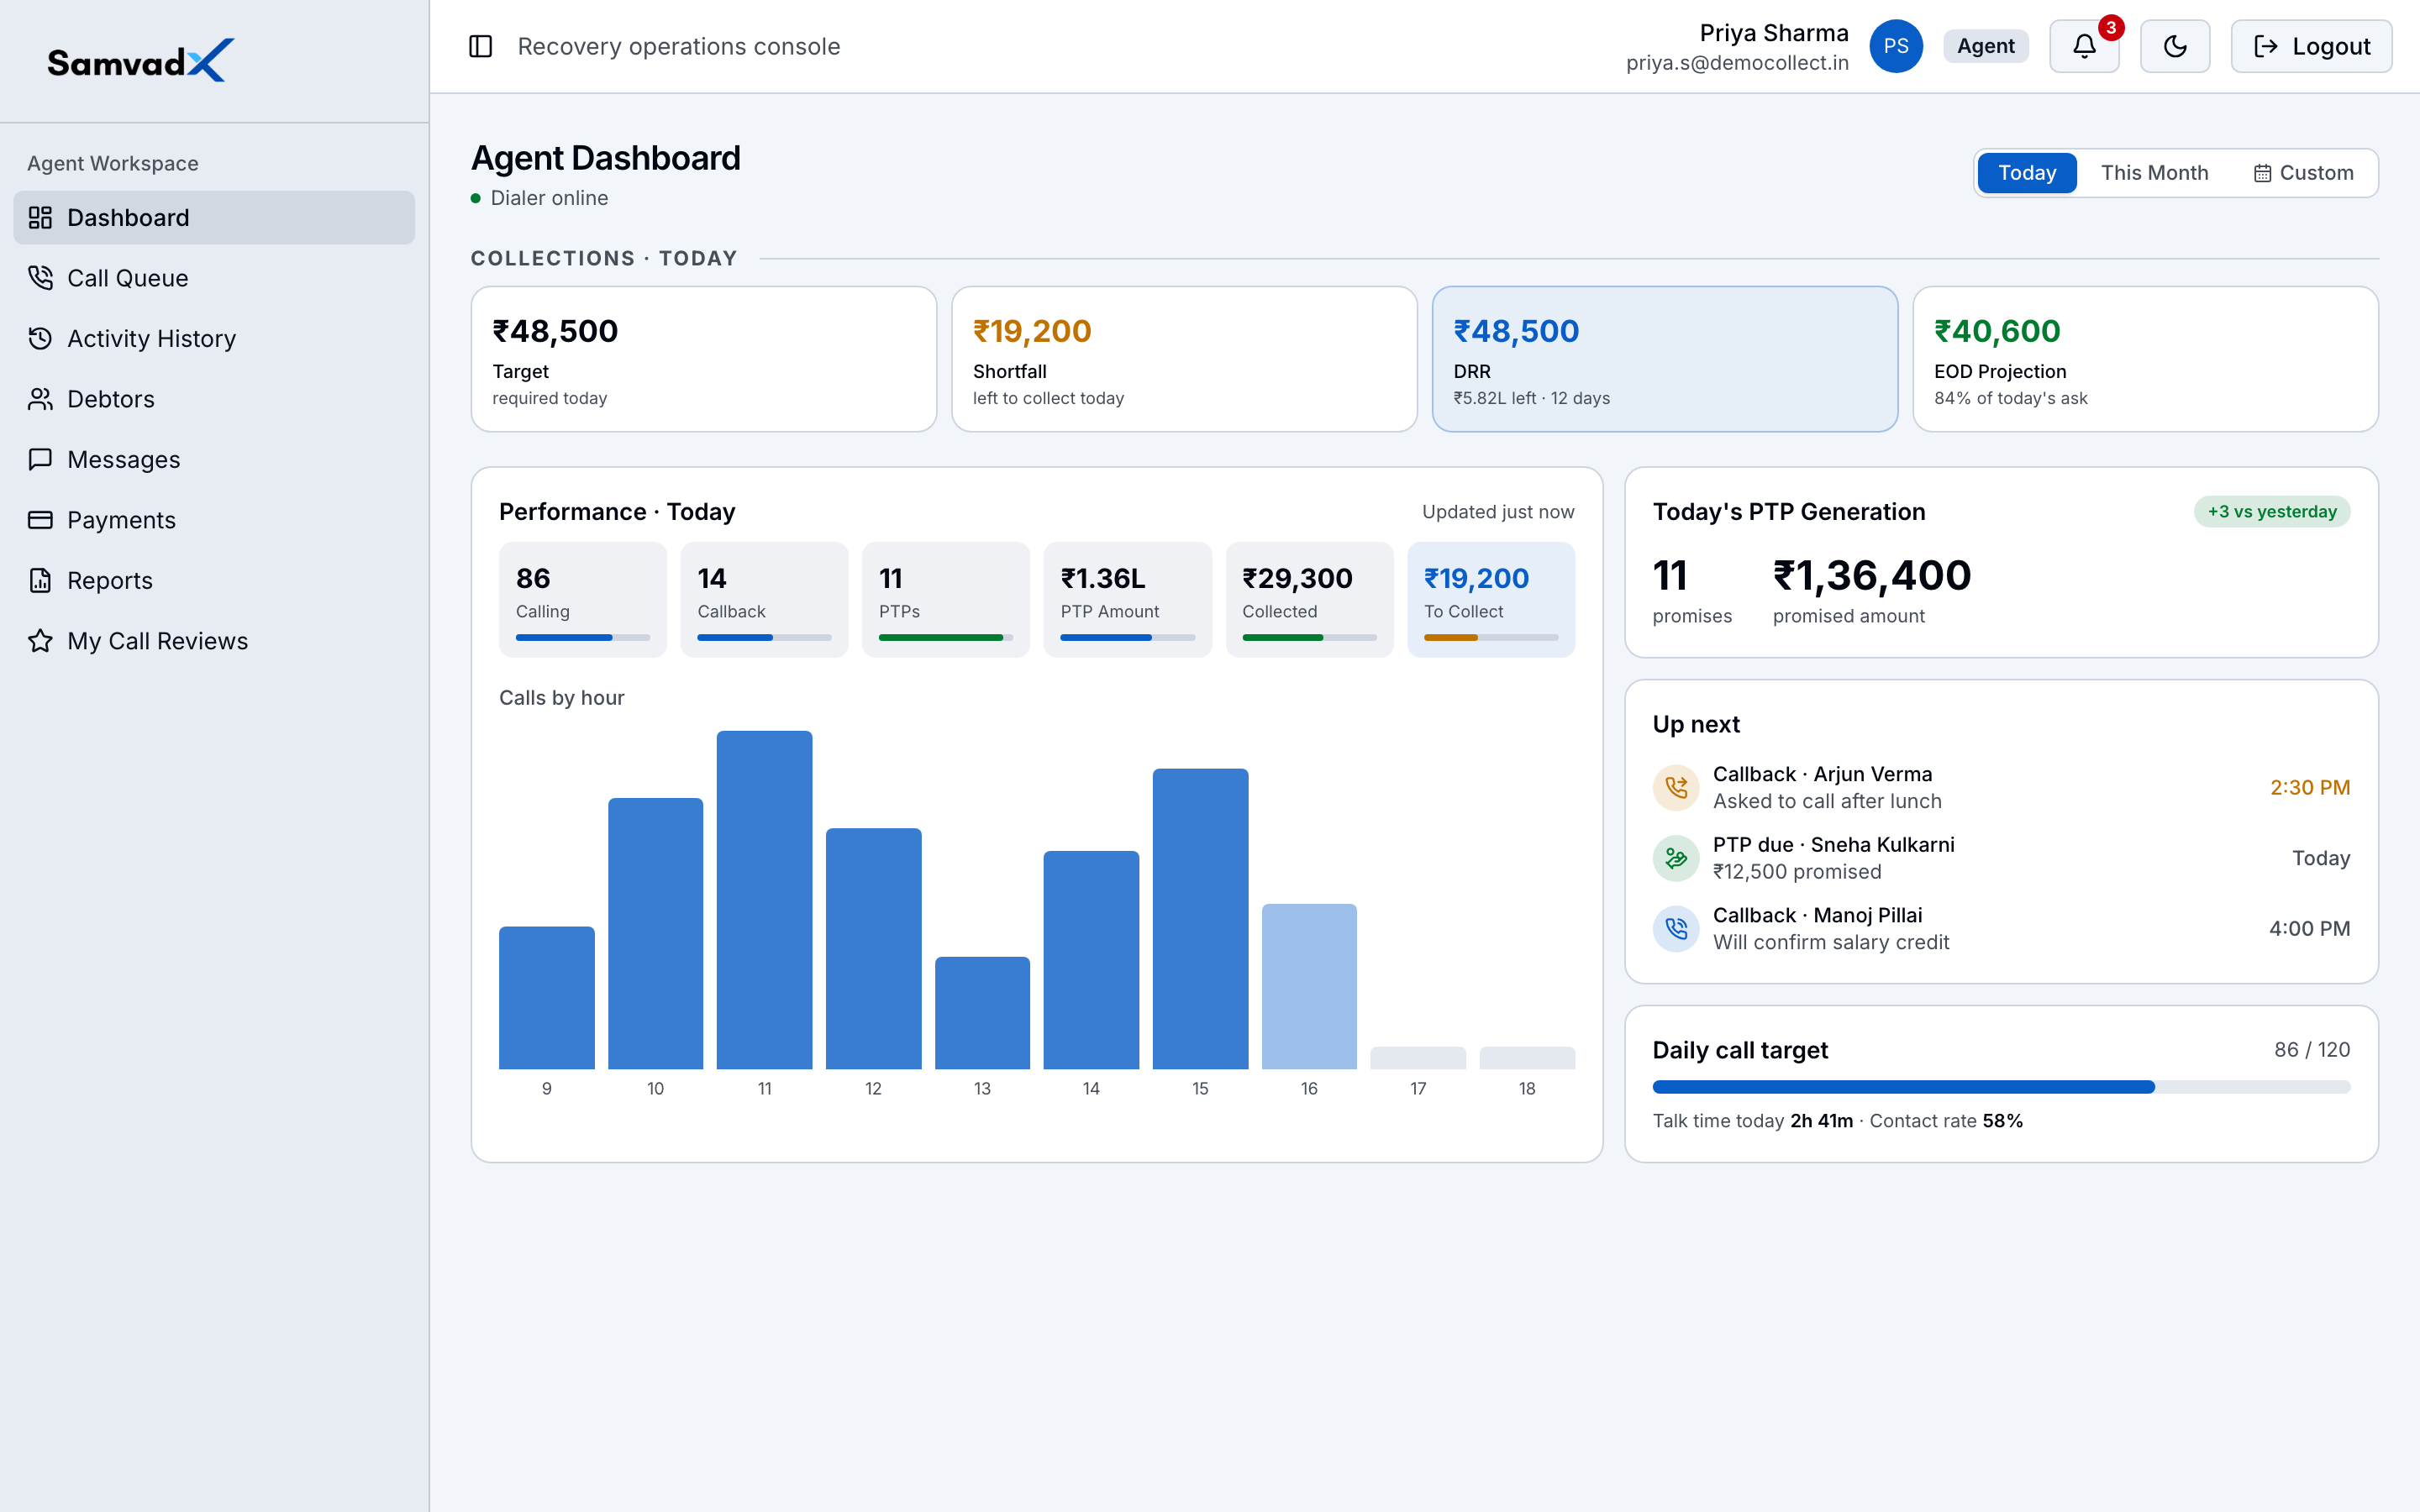 SamvadX
Agent Workspace
Dashboard
Call Queue
Activity History
Debtors
Messages
Payments
Reports
My Call Reviews
Recovery operations console
Priya Sharma
priya.s@democollect.in
PS
Agent
3
Logout
Agent Dashboard
Dialer online
Today
This Month
Custom
COLLECTIONS · TODAY
₹48,500
Target
required today
₹19,200
Shortfall
left to collect today
₹48,500
DRR
₹5.82L left · 12 days
₹40,600
EOD Projection
84% of today's ask
Performance · Today
Updated just now
86
Calling
14
Callback
11
PTPs
₹1.36L
PTP Amount
₹29,300
Collected
₹19,200
To Collect
Calls by hour
9 10 11 12 13 14 15 16 17 18
Today's PTP Generation
+3 vs yesterday
11
promises
₹1,36,400
promised amount
Up next
Callback · Arjun Verma
Asked to call after lunch
2:30 PM
PTP due · Sneha Kulkarni
₹12,500 promised
Today
Callback · Manoj Pillai
Will confirm salary credit
4:00 PM
Daily call target
86 / 120
Talk time today 2h 41m · Contact rate 58%